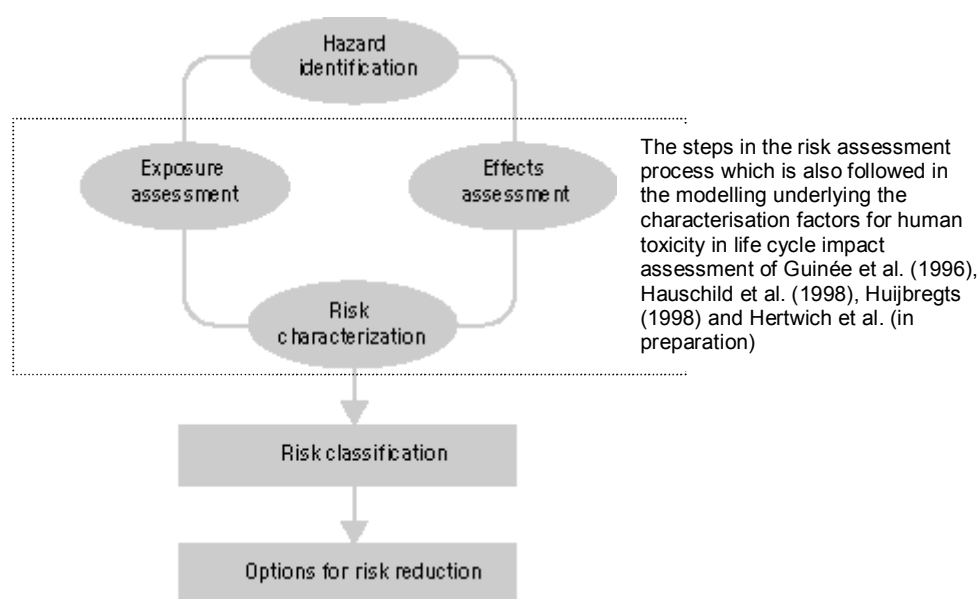 Hazard
identification
Exposure
assessment
Effects
assessment
The steps in the risk assessment
process which is also followed in
the modelling underlying the
characterisation factors for human
toxicity in life cycle impact
assessment of Guinée et al. (1996),
Hauschild et al. (1998), Huijbregts
(1998) and Hertwich et al. (in
preparation)
Risk
characterization
Risk classification
Options for risk reduction